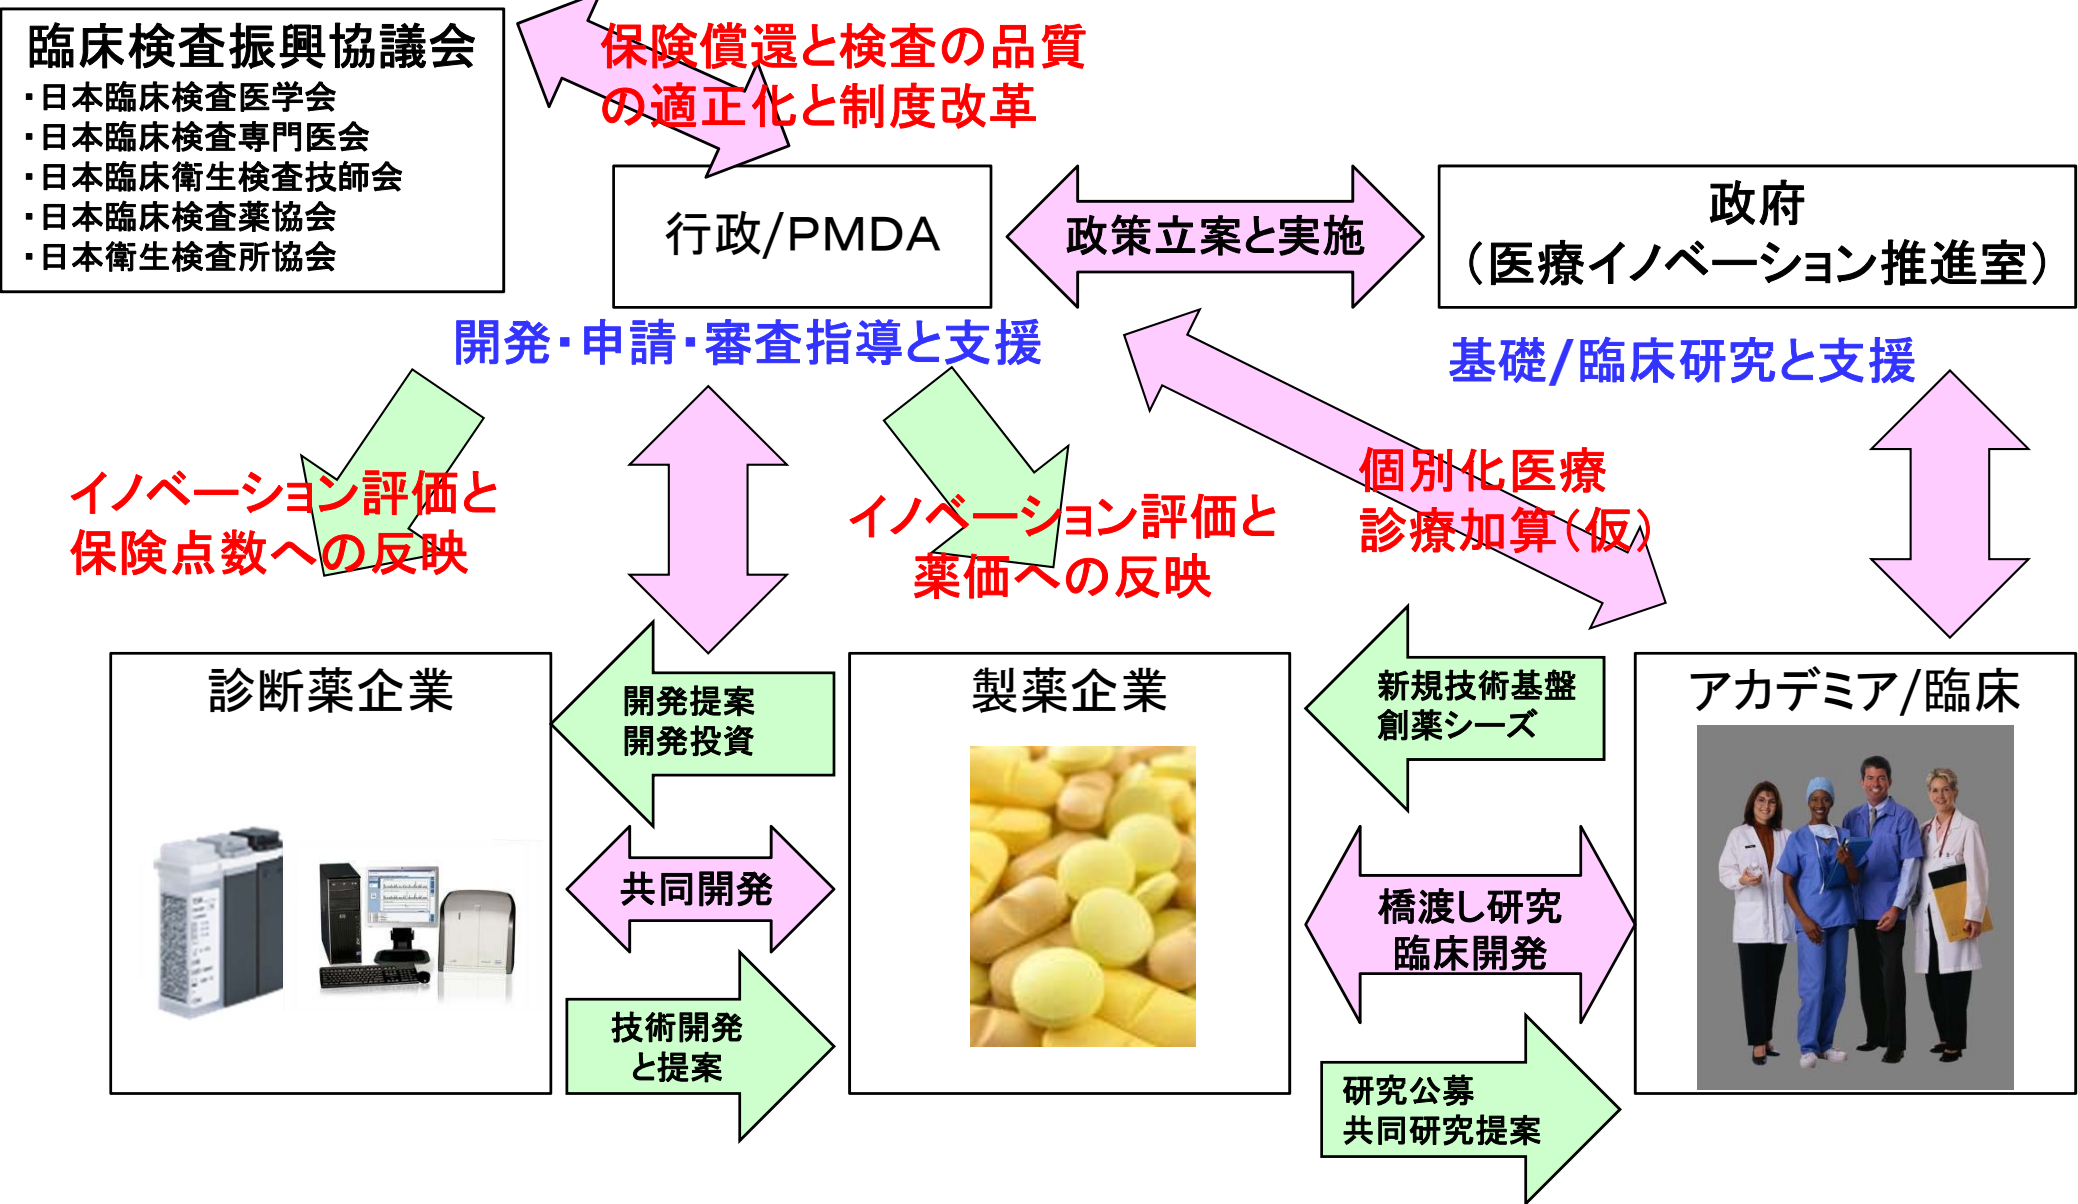 臨床検査振興協議会
・日本臨床検査医学会
・日本臨床検査専門医会
・日本臨床衛生検査技師会
・日本臨床検査薬協会
・日本衛生検査所協会
保険償還と検査の品質
の適正化と制度改革
行政/PMDA
政策立案と実施
政府
（医療イノベーション推進室）
開発・申請・審査指導と支援
基礎/臨床研究と支援
イノベーション評価と
保険点数への反映
イノベーション評価と
薬価への反映
個別化医療
診療加算（仮）
診断薬企業
開発提案
開発投資
製薬企業
新規技術基盤
創薬シーズ
アカデミア/臨床
共同開発
橋渡し研究
臨床開発
技術開発
と提案
研究公募
共同研究提案